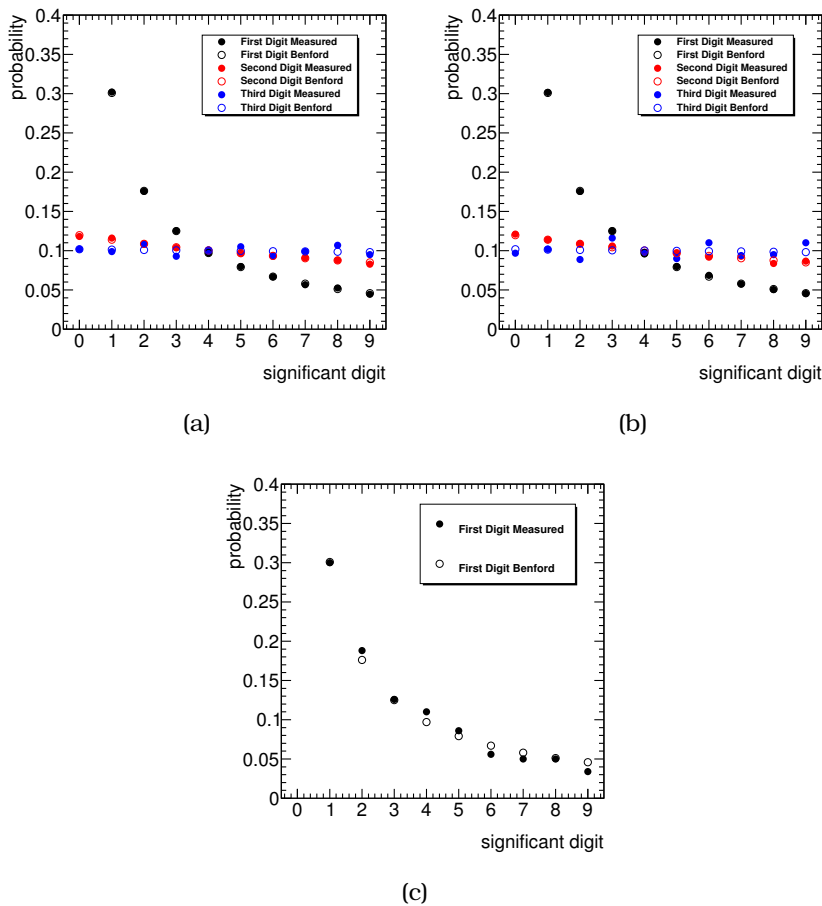 probability
0.4
0.35
0.3
0.25
0.2
0.15
0.1
0.05
0
First Digit Measured
First Digit Benford
Second Digit Measured
Second Digit Benford
Third Digit Measured
Third Digit Benford
0 1 2 3 4 5 6 7 8 9
significant digit
(a)
probability
0.4
0.35
0.3
0.25
0.2
0.15
0.1
0.05
0
First Digit Measured
First Digit Benford
Second Digit Measured
Second Digit Benford
Third Digit Measured
Third Digit Benford
0 1 2 3 4 5 6 7 8 9
significant digit
(b)
probability
0.4
0.35
0.3
0.25
0.2
0.15
0.1
0.05
0
First Digit Measured
First Digit Benford
0 1 2 3 4 5 6 7 8 9
significant digit
(c)